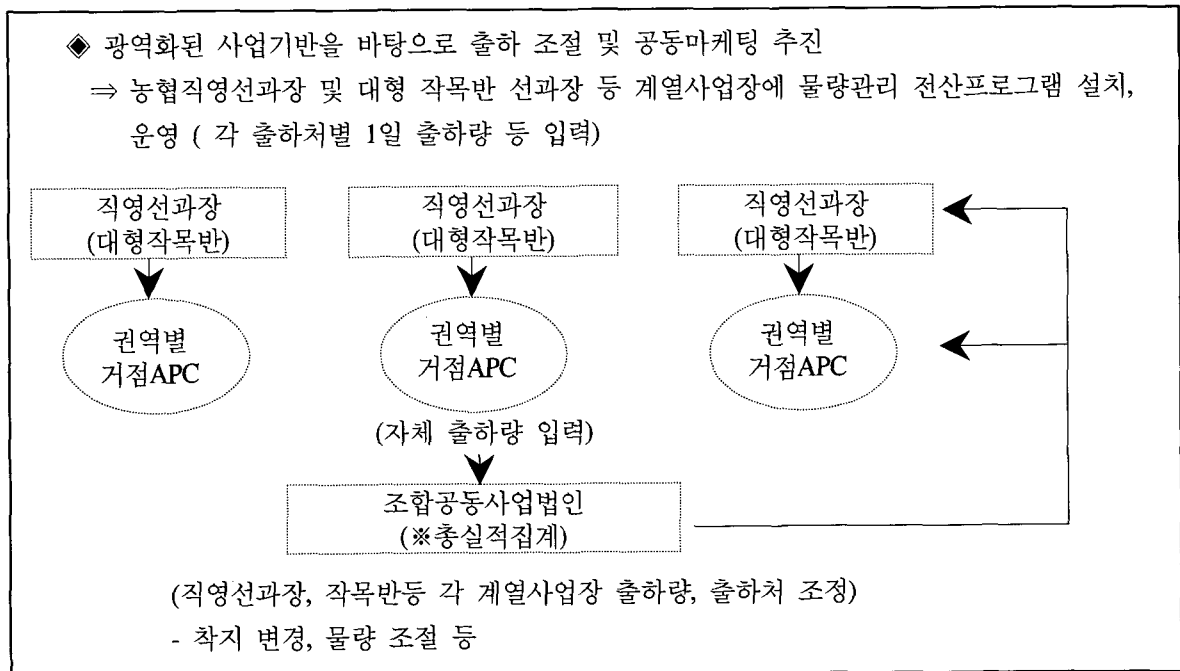 ◈ 광역화된 사업기반을 바탕으로 출하 조절 및 공동마케팅 추진
⇒ 농협직영선과장 및 대형 작목반 선과장 등 계열사업장에 물량관리 전산프로그램 설치,
운영 ( 각 출하처별 1일 출하량 등 입력)
직영선과장 직영선과장 직영선과장
(대형작목반) (대형작목반) (대형작목반)
권역별 권역별 권역별
거점APC 거점APC 거점APC
(자체 출하량 입력)
조합공동사업법인
(※총실적집계)
(직영선과장, 작목반등 각 계열사업장 출하량, 출하처 조정)
- 착지 변경, 물량 조절 등